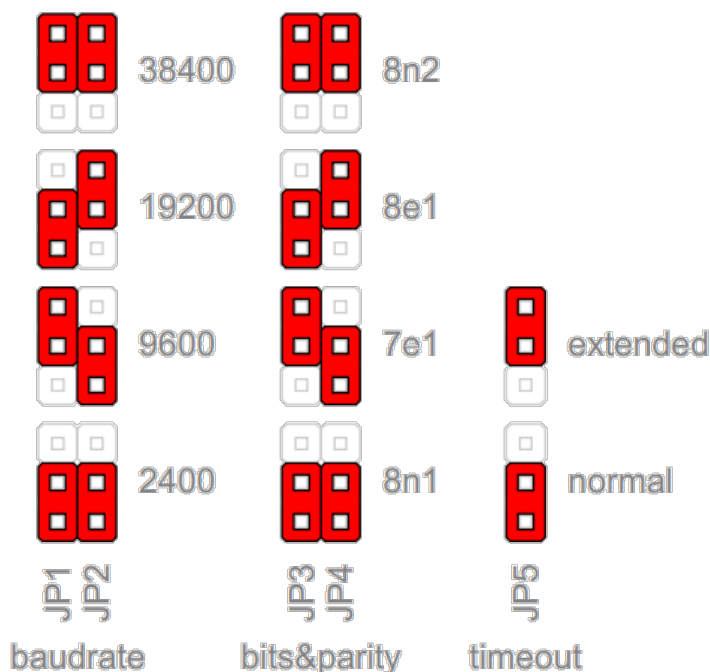 38400 8n2
19200 8e1
9600 7e1 extended
2400 8n1 normal
JP1 JP2 JP3 JP4 JP5
baudrate bits&parity timeout